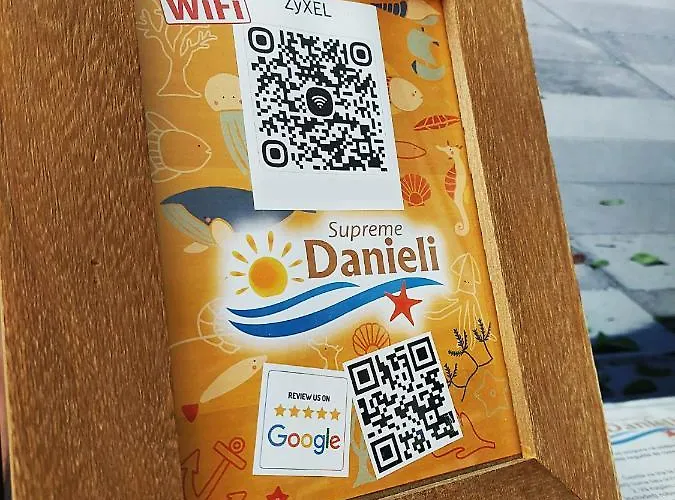 WiFi
ZyXEL
Supreme
Danieli
REVIEW US ON
Google